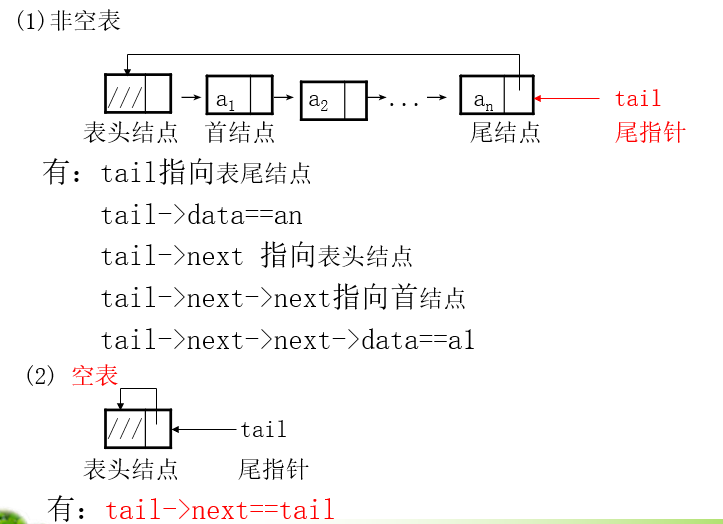 (1)非空表
/// → a1 → a2 →...→ an tail
表头结点 首结点 尾结点 尾指针
有：tail指向表尾结点
tail->data==an
tail->next 指向表头结点
tail->next->next指向首结点
tail->next->next->data==a1
(2) 空表
/// tail
表头结点 尾指针
有：tail->next==tail